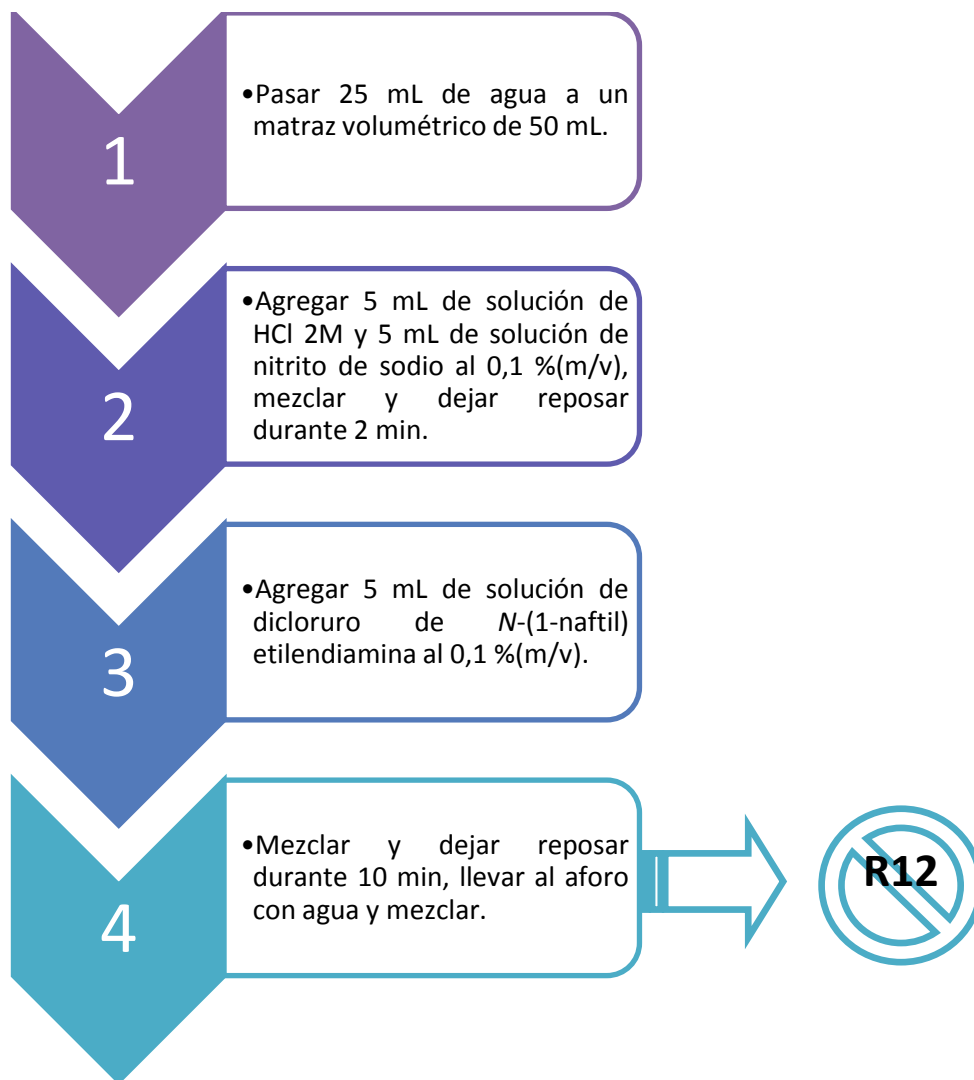 1
•Pasar 25 mL de agua a un
matraz volumétrico de 50 mL.
2
•Agregar 5 mL de solución de
HCl 2M y 5 mL de solución de
nitrito de sodio al 0,1 %(m/v),
mezclar y dejar reposar
durante 2 min.
3
•Agregar 5 mL de solución de
dicloruro de N-(1-naftil)
etilendiamina al 0,1 %(m/v).
4
•Mezclar y dejar reposar
durante 10 min, llevar al aforo
con agua y mezclar.
R12